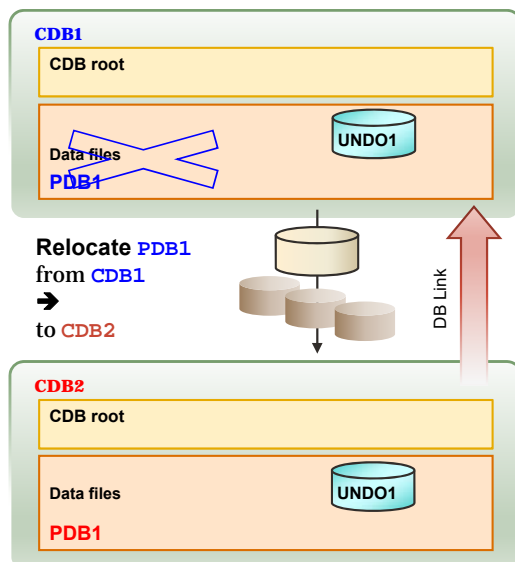 CDB1
CDB root
UNDO1
Data files
PDB1
Relocate PDB1
from CDB1
➔
to CDB2
DB Link
CDB2
CDB root
Data files
UNDO1
PDB1